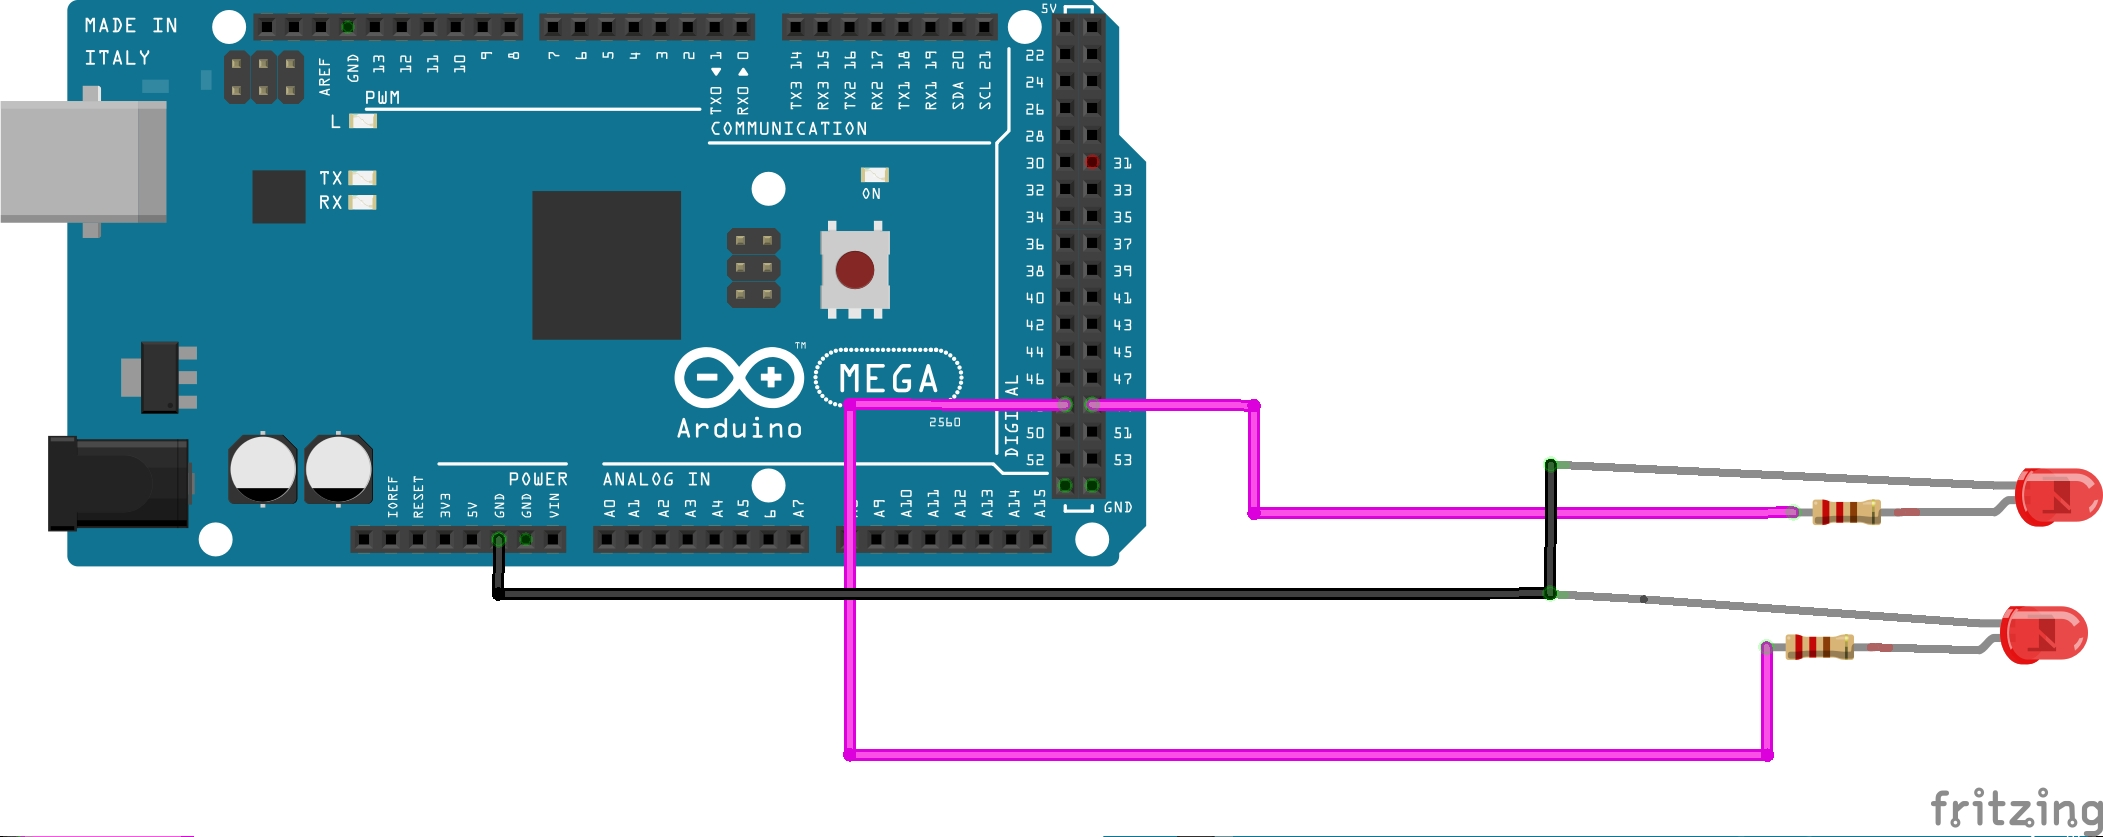 MADE IN
ITALY
AREF
GND
13
12
11
10
9
8
7
6
5
4
3
2
TX0 1
RX0 0
TX3 14
RX3 15
TX2 16
RX2 17
TX1 18
RX1 19
SDA 20
SCL 21
5V
PWM
COMMUNICATION
L
TX
RX
ON
22
24
26
28
30 31
32 33
34 35
36 37
38 39
40 41
42 43
44 45
46 47
50 51
52 53
GND
DIGITAL
TM
MEGA
2560
Arduino
POWER
ANALOG IN
IOREF
RESET
3V3
5V
GND
GND
VIN
A0
A1
A2
A3
A4
A5
6
A7
A9
A10
A11
A12
A13
A14
A15
fritzing